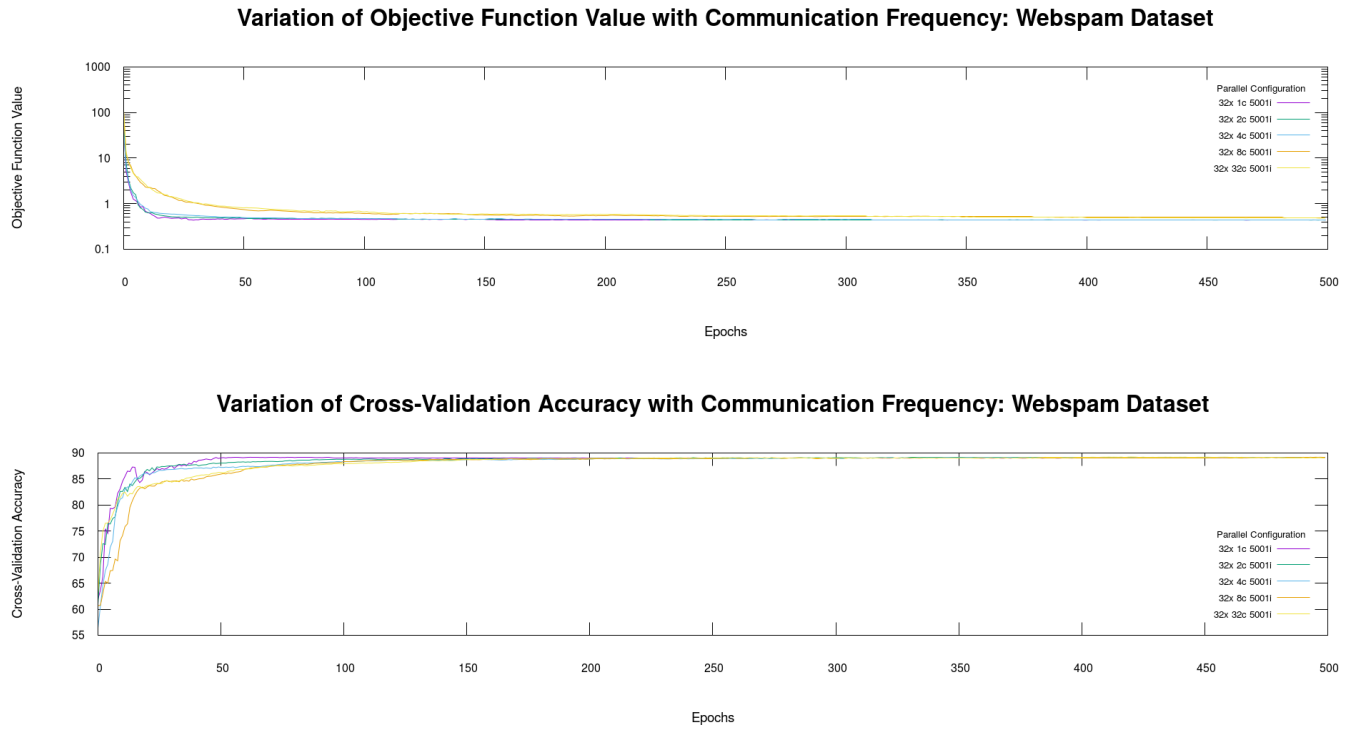 Variation of Objective Function Value with Communication Frequency: Webspam Dataset
Objective Function Value
1000
100
10
1
0.1
Parallel Configuration
32x 1c 5001i
32x 2c 5001i
32x 4c 5001i
32x 8c 5001i
32x 32c 5001i
0 50 100 150 200 250 300 350 400 450 500
Epochs
Variation of Cross-Validation Accuracy with Communication Frequency: Webspam Dataset
Cross-Validation Accuracy
90
85
80
75
70
65
60
55
Parallel Configuration
32x 1c 5001i
32x 2c 5001i
32x 4c 5001i
32x 8c 5001i
32x 32c 5001i
0 50 100 150 200 250 300 350 400 450 500
Epochs